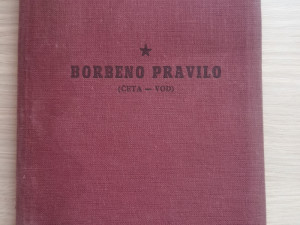 BORBENO PRAVILO
(ČETA — VOD)